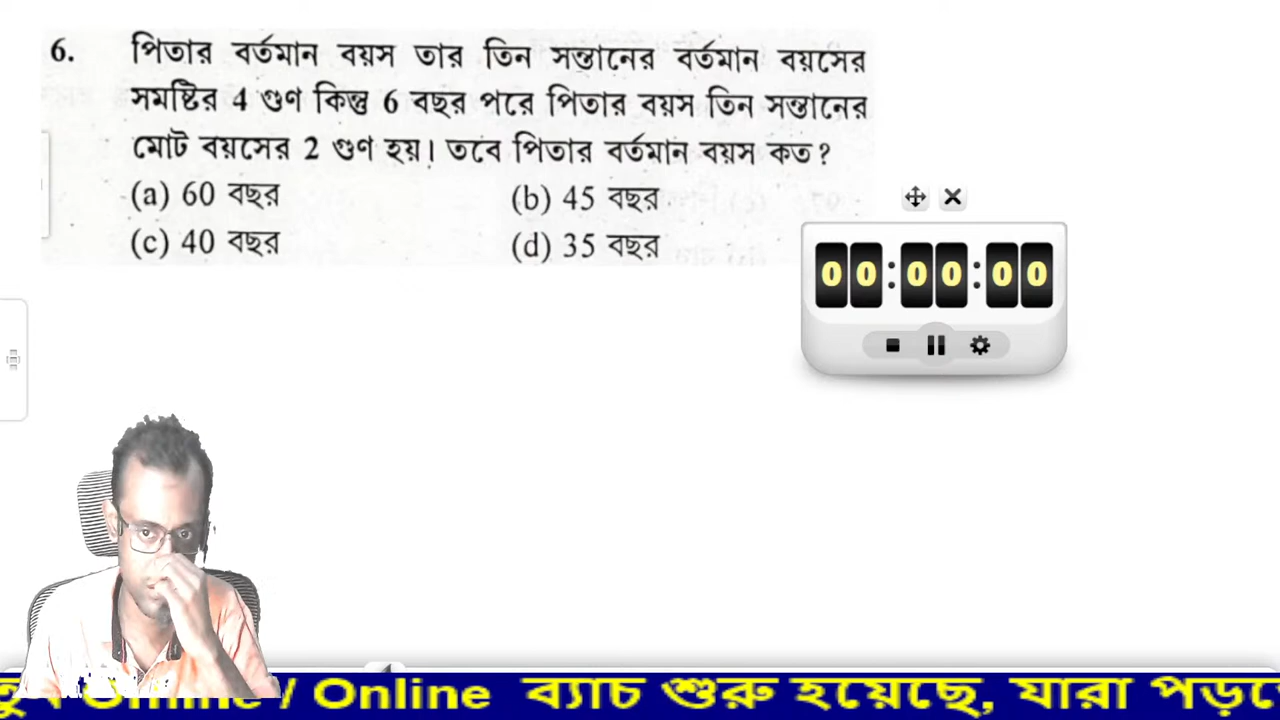 6. পিতার বর্তমান বয়স তার তিন সন্তানের বর্তমান বয়সের
সমষ্টির 4 গুণ কিন্তু 6 বছর পরে পিতার বয়স তিন সন্তানের
মোট বয়সের 2 গুণ হয়। তবে পিতার বর্তমান বয়স কত?
(a) 60 বছর (b) 45 বছর
(c) 40 বছর (d) 35 বছর
00:00:00
Online / Online ব্যাচ শুরু হয়েছে, যারা